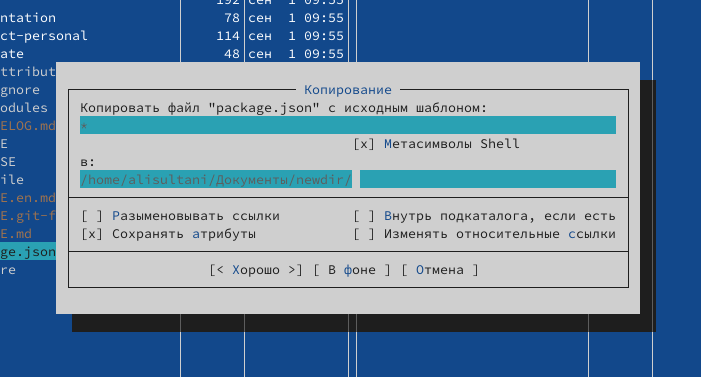 192 сен 1 09:55
ntation 78 сен 1 09:55
ct-personal 114 сен 1 09:55
ate 48 сен 1 09:55
ttribut
gnore
odules
ELOG.md
E
SE
ile
E.en.md
E.git-f
E.md
ge.json
re
Копирование
Копировать файл "package.json" с исходным шаблоном:
*
[x] Метасимволы Shell
в:
/home/alisultani/Документы/newdir/
[ ] Разыменовывать ссылки [ ] Внутрь подкаталога, если есть
[x] Сохранять атрибуты [ ] Изменять относительные ссылки
[< Хорошо >] [ В фоне ] [ Отмена ]